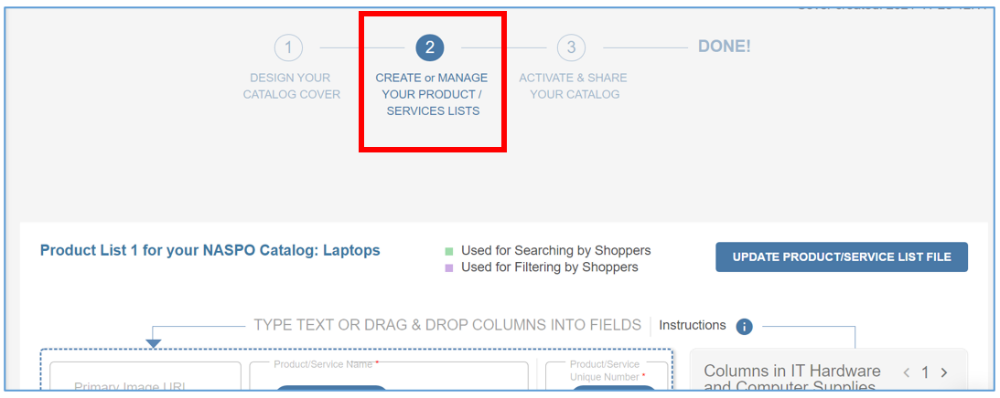 1
2
3
DONE!
DESIGN YOUR
CATALOG COVER
CREATE or MANAGE
YOUR PRODUCT /
SERVICES LISTS
ACTIVATE & SHARE
YOUR CATALOG
Product List 1 for your NASPO Catalog: Laptops
Used for Searching by Shoppers
Used for Filtering by Shoppers
UPDATE PRODUCT/SERVICE LIST FILE
TYPE TEXT OR DRAG & DROP COLUMNS INTO FIELDS
Instructions i
Primary Image URL
Product/Service Name *
Product/Service
Unique Number *
Columns in IT Hardware
and Computer Supplies
< 1 >